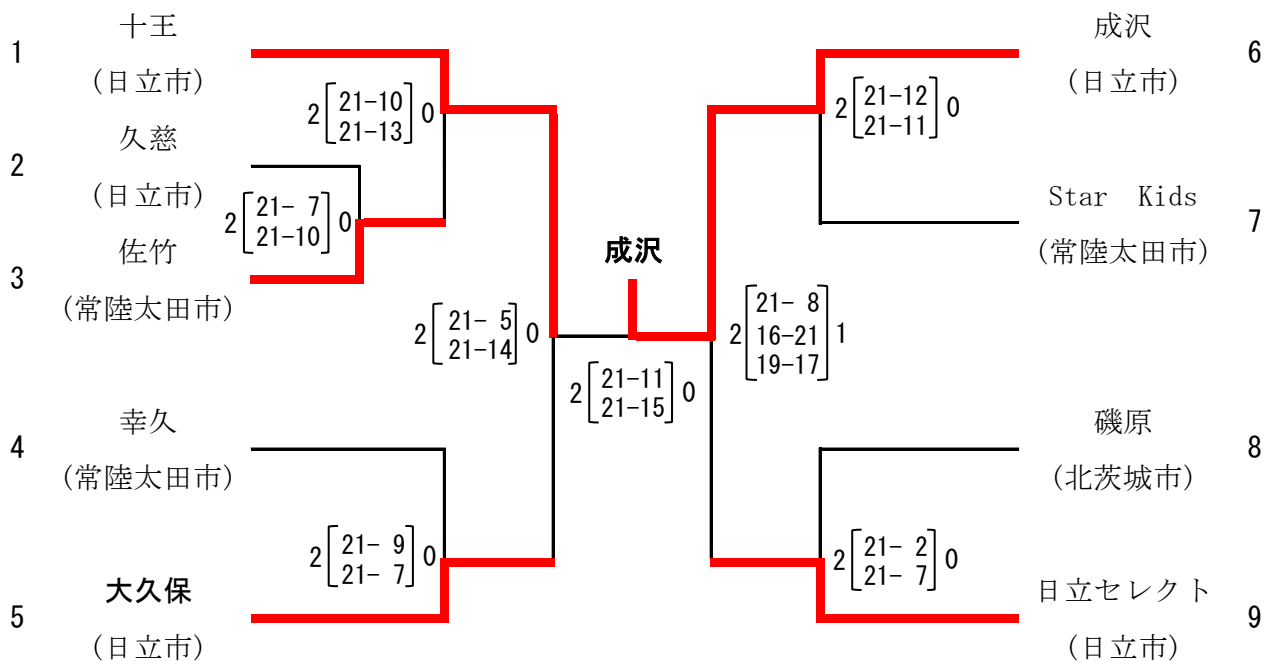 1
十王
(日立市)
2[21-10 21-13]0
2
久慈
(日立市)
2[21- 7 21-10]0
3
佐竹
(常陸太田市)
2[21- 5 21-14]0
4
幸久
(常陸太田市)
2[21- 9 21- 7]0
5
大久保
(日立市)
成沢
2[21-11 21-15]0
成沢
(日立市)
6
2[21-12 21-11]0
Star Kids
(常陸太田市)
7
2[21- 8 16-21 19-17]1
磯原
(北茨城市)
8
2[21- 2 21- 7]0
日立セレクト
(日立市)
9